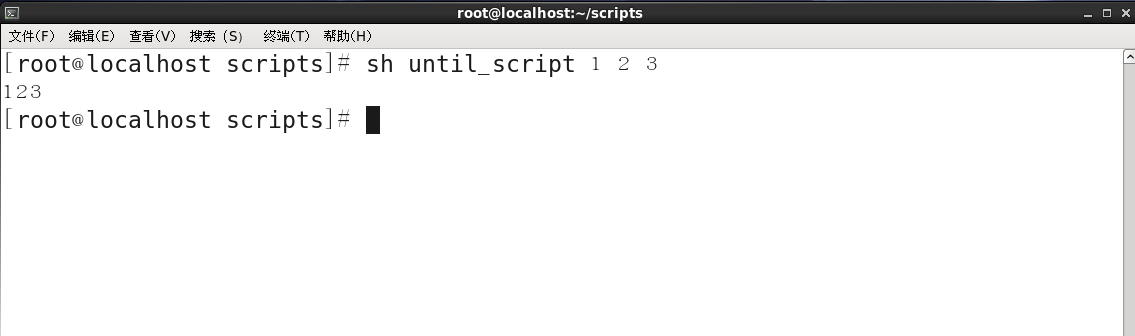 root@localhost:~/scripts
文件(F) 编辑(E) 查看(V) 搜索 (S) 终端(T) 帮助(H)
[root@localhost scripts]# sh until_script 1 2 3
123
[root@localhost scripts]#